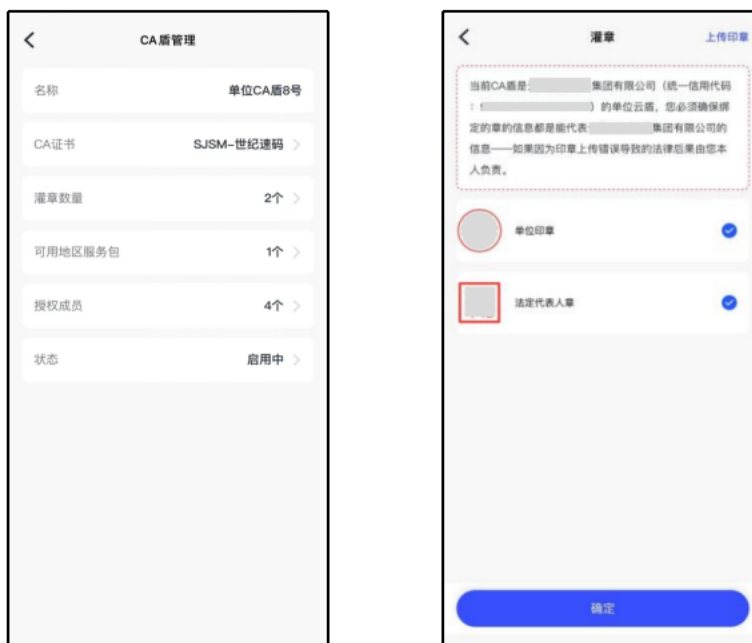 CA盾管理
名称 单位CA盾8号
CA证书 SJSM-世纪速码
灌章数量 2个
可用地区服务包 1个
授权成员 4个
状态 启用中
灌章 上传印章
当前CA盾是: 集团有限公司（统一信用代码
: ）的单位云盾，您必须确保绑
定的章的信息都是能代表 集团有限公司的
信息——如果因为印章上传错误导致的法律后果由您本
人负责。
单位印章
法定代表人章
确定